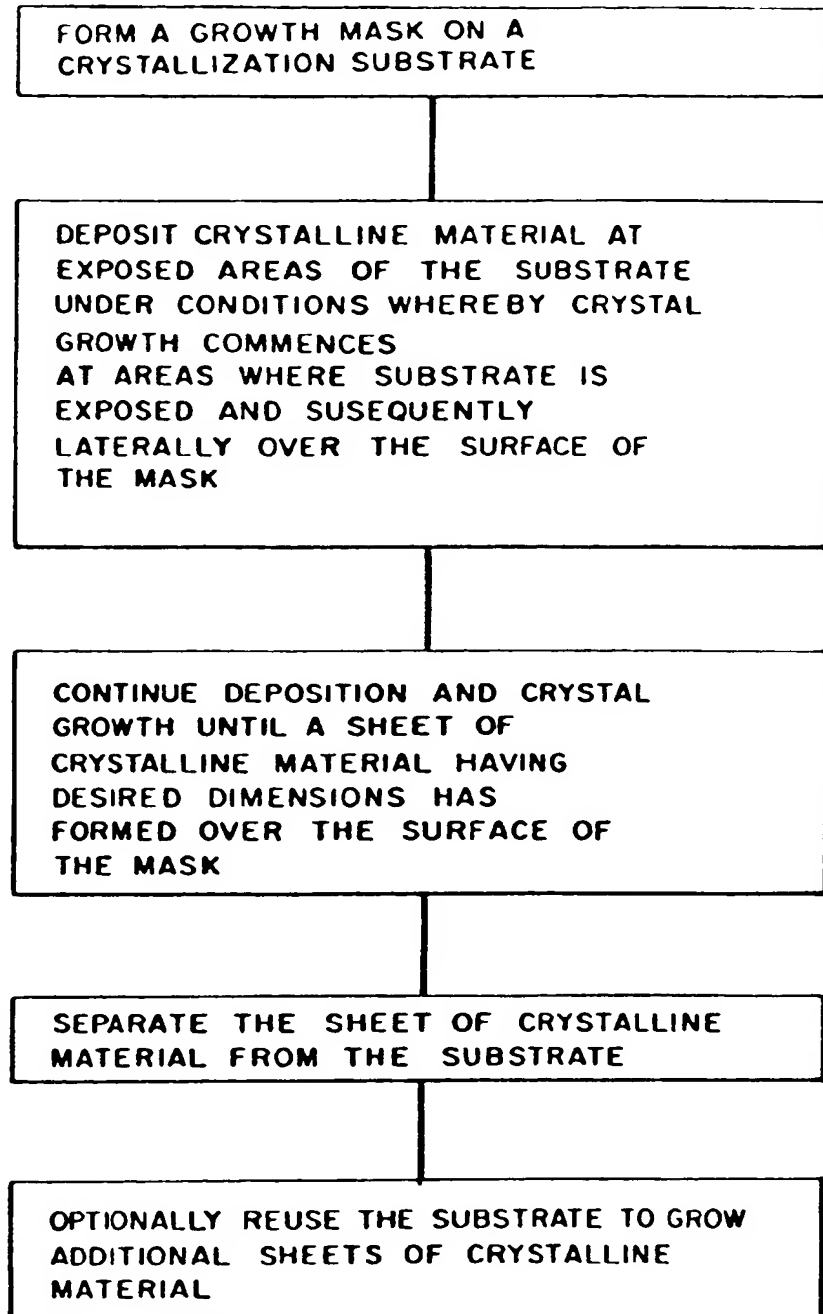 FORM A GROWTH MASK ON A
CRYSTALLIZATION SUBSTRATE
DEPOSIT CRYSTALLINE MATERIAL AT
EXPOSED AREAS OF THE SUBSTRATE
UNDER CONDITIONS WHEREBY CRYSTAL
GROWTH COMMENCES
AT AREAS WHERE SUBSTRATE IS
EXPOSED AND SUSEQUENTLY
LATERALLY OVER THE SURFACE OF
THE MASK
CONTINUE DEPOSITION AND CRYSTAL
GROWTH UNTIL A SHEET OF
CRYSTALLINE MATERIAL HAVING
DESIRED DIMENSIONS HAS
FORMED OVER THE SURFACE OF
THE MASK
SEPARATE THE SHEET OF CRYSTALLINE
MATERIAL FROM THE SUBSTRATE
OPTIONALLY REUSE THE SUBSTRATE TO GROW
ADDITIONAL SHEETS OF CRYSTALLINE
MATERIAL